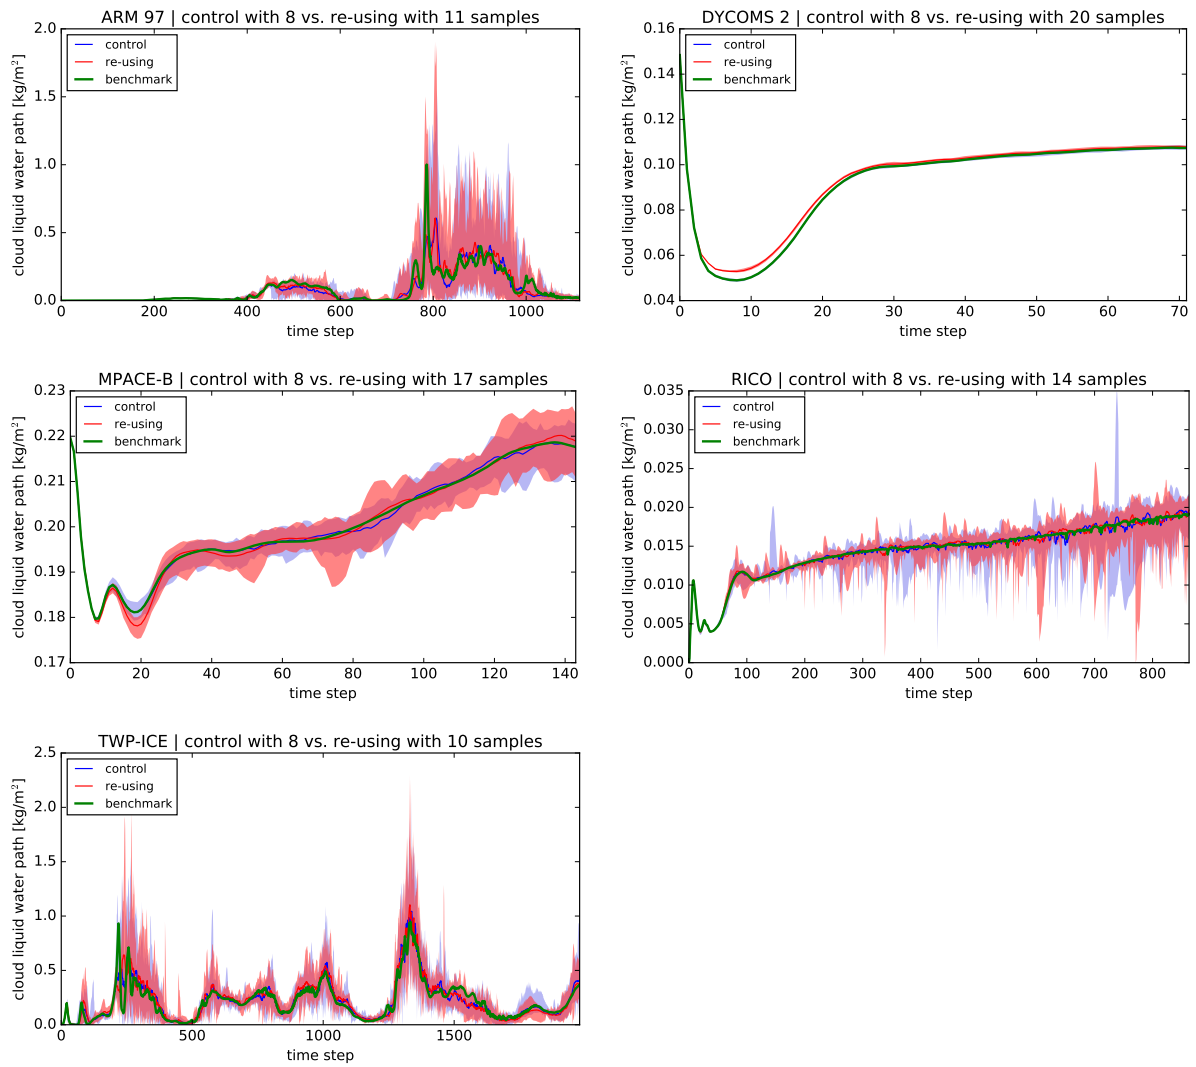 ARM 97 | control with 8 vs. re-using with 11 samples
cloud liquid water path [kg/m²]
2.0
1.5
1.0
0.5
0.0
control
re-using
benchmark
0 200 400 600 800 1000
time step
DYCOMS 2 | control with 8 vs. re-using with 20 samples
cloud liquid water path [kg/m²]
0.16
0.14
0.12
0.10
0.08
0.06
0.04
control
re-using
benchmark
0 10 20 30 40 50 60 70
time step
MPACE-B | control with 8 vs. re-using with 17 samples
cloud liquid water path [kg/m²]
0.23
0.22
0.21
0.20
0.19
0.18
0.17
control
re-using
benchmark
0 20 40 60 80 100 120 140
time step
RICO | control with 8 vs. re-using with 14 samples
cloud liquid water path [kg/m²]
0.035
0.030
0.025
0.020
0.015
0.010
0.005
0.000
control
re-using
benchmark
0 100 200 300 400 500 600 700 800
time step
TWP-ICE | control with 8 vs. re-using with 10 samples
cloud liquid water path [kg/m²]
2.5
2.0
1.5
1.0
0.5
0.0
control
re-using
benchmark
0 500 1000 1500
time step